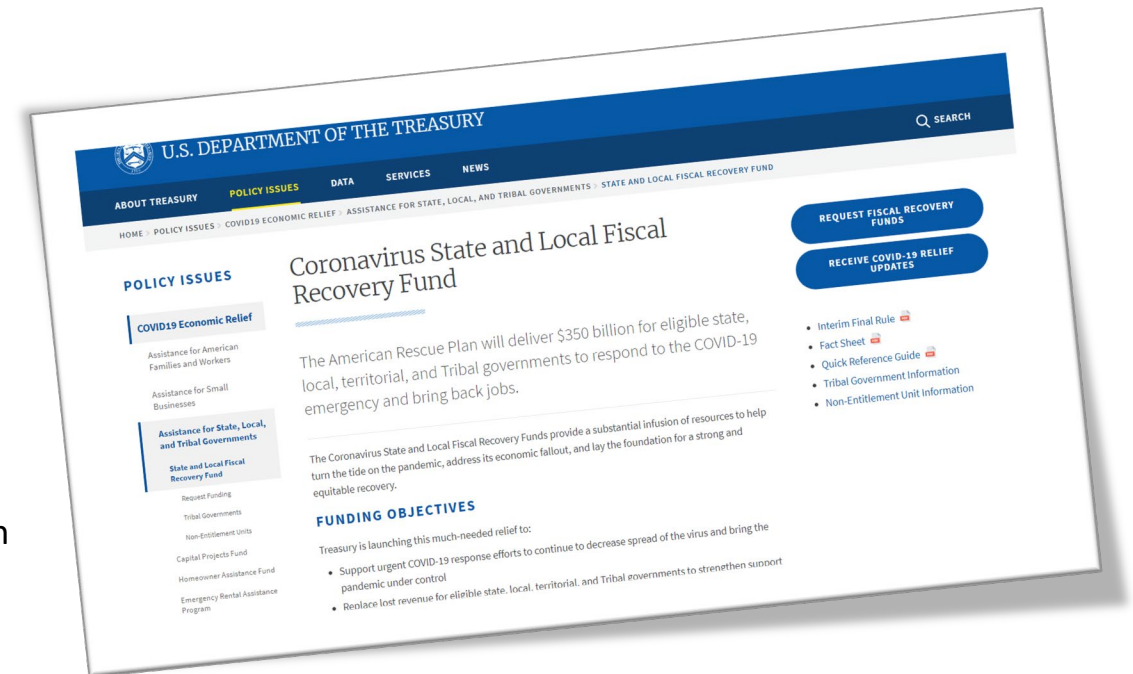 U.S. DEPARTMENT OF THE TREASURY
ABOUT TREASURY POLICY ISSUES DATA SERVICES NEWS
SEARCH
HOME > POLICY ISSUES > COVID19 ECONOMIC RELIEF > ASSISTANCE FOR STATE, LOCAL, AND TRIBAL GOVERNMENTS > STATE AND LOCAL FISCAL RECOVERY FUND
POLICY ISSUES
COVID19 Economic Relief
Assistance for American
Families and Workers
Assistance for Small
Businesses
Assistance for State, Local,
and Tribal Governments
State and Local Fiscal
Recovery Fund
Request Funding
Tribal Governments
Non-Entitlement Units
Capital Projects Fund
Homeowner Assistance Fund
Emergency Rental Assistance
Program
Coronavirus State and Local Fiscal
Recovery Fund
The American Rescue Plan will deliver $350 billion for eligible state,
local, territorial, and Tribal governments to respond to the COVID-19
emergency and bring back jobs.
The Coronavirus State and Local Fiscal Recovery Funds provide a substantial infusion of resources to help
turn the tide on the pandemic, address its economic fallout, and lay the foundation for a strong and
equitable recovery.
FUNDING OBJECTIVES
Treasury is launching this much-needed relief to:
• Support urgent COVID-19 response efforts to continue to decrease spread of the virus and bring the
pandemic under control
• Replace lost revenue for eligible state, local, territorial, and Tribal governments to strengthen support
REQUEST FISCAL RECOVERY
FUNDS
RECEIVE COVID-19 RELIEF
UPDATES
• Interim Final Rule
• Fact Sheet
• Quick Reference Guide
• Tribal Government Information
• Non-Entitlement Unit Information